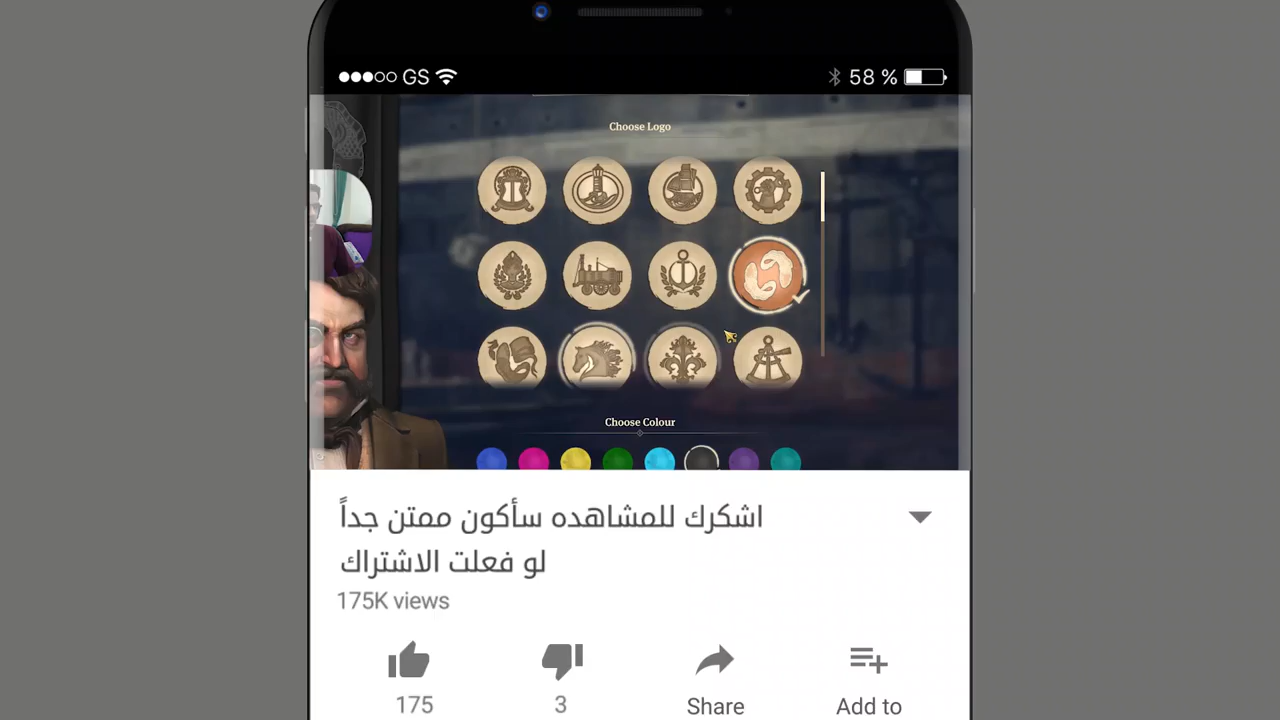 GS 58 %
Choose Logo
Choose Colour
اشكرك للمشاهده سأكون ممتن جداً
لو فعلت الاشتراك
175K views
175 3 Share Add to